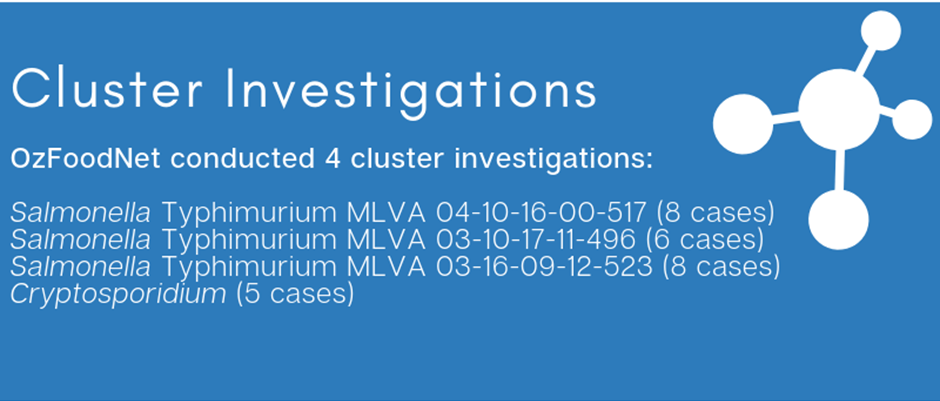 Cluster Investigations
OzFoodNet conducted 4 cluster investigations:
Salmonella Typhimurium MLVA 04-10-16-00-517 (8 cases)
Salmonella Typhimurium MLVA 03-10-17-11-496 (6 cases)
Salmonella Typhimurium MLVA 03-16-09-12-523 (8 cases)
Cryptosporidium (5 cases)